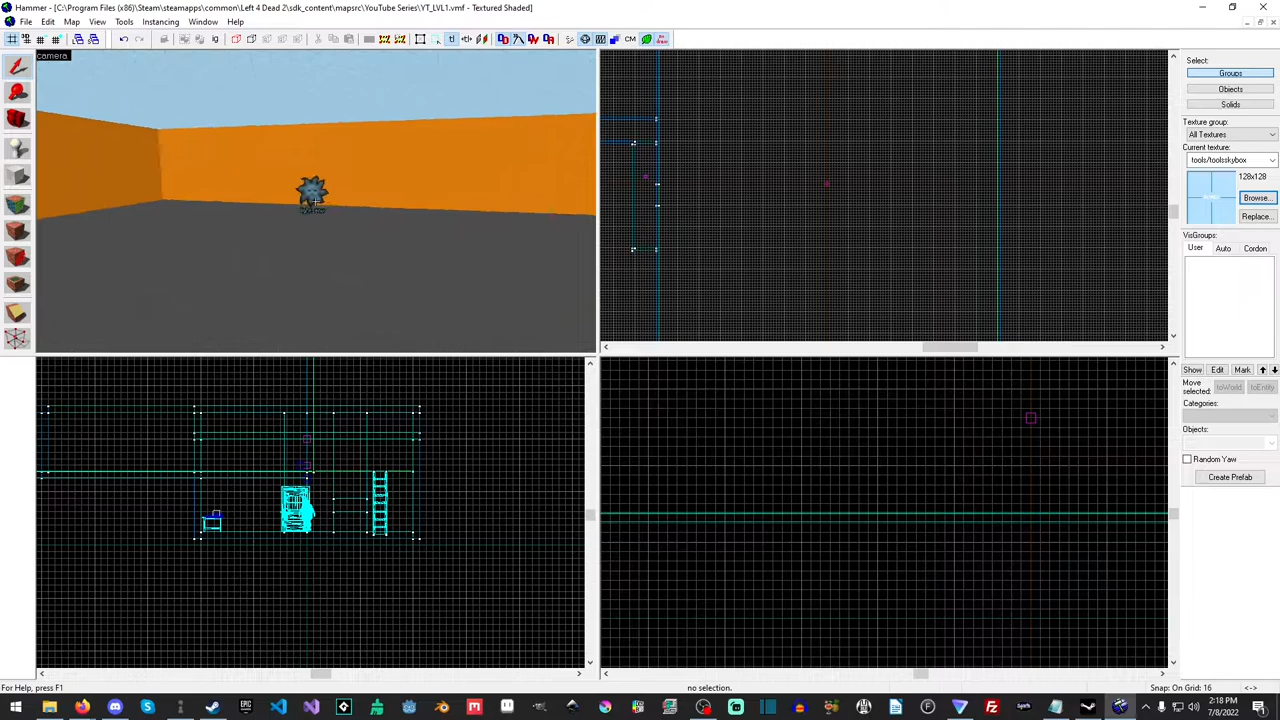 Hammer - [C:\Program Files (x86)\Steam\steamapps\common\Left 4 Dead 2\sdk_content\mapsrc\YouTube Series\YT_LVL1.vmf - Textured Shaded]
File Edit Map View Tools Instancing Window Help
camera
Select:
Groups
Objects
Solids
Texture group:
All Textures
Current texture:
tools/toolsskybox
128x128
Browse...
Replace...
VisGroups:
User Auto Cordon
Show Edit Mark
Move selected:
toWorld toEntity
Categories:
Objects:
Random Yaw
Create Prefab
For Help, press F1
no selection.
Snap: On Grid: 16
<->
2:18 PM
7/8/2022